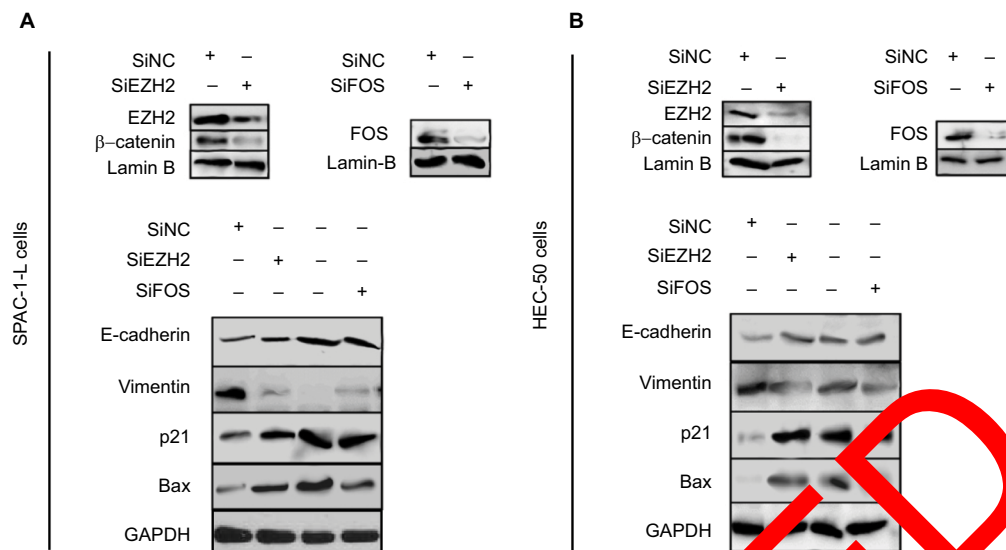 A
SiNC + –
SiEZH2 – +
EZH2
β–catenin
Lamin B
SiNC + –
SiFOS – +
FOS
Lamin-B
SPAC-1-L cells
SiNC + – – –
SiEZH2 – + – –
SiFOS – – – +
E-cadherin
Vimentin
p21
Bax
GAPDH
B
SiNC + –
SiEZH2 – +
EZH2
β–catenin
Lamin B
SiNC + –
SiFOS – +
FOS
Lamin B
HEC-50 cells
SiNC + – – –
SiEZH2 – + – –
SiFOS – – – +
E-cadherin
Vimentin
p21
Bax
GAPDH